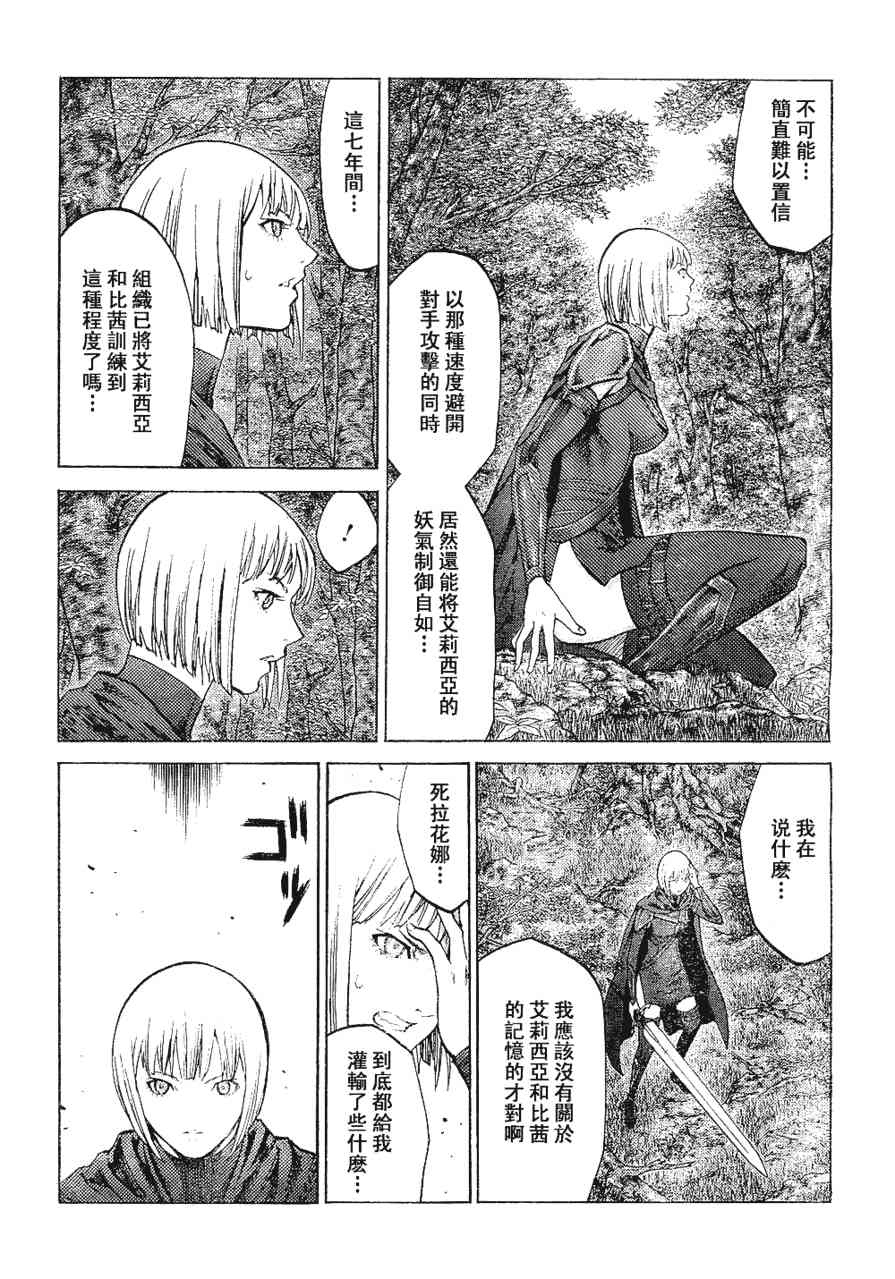 不可能…
簡直難以置信
以那種速度避開
對手攻擊的同時
居然還能將艾莉西亞的
妖氣制御自如…
這七年間…
組織已將艾莉西亞
和比茜訓練到
這種程度了嗎…
！
我在
说什麼…
我應該沒有關於
艾莉西亞和比茜
的記憶的才對啊
死拉花娜…
到底都給我
灌輸了些什麼…
ゴ